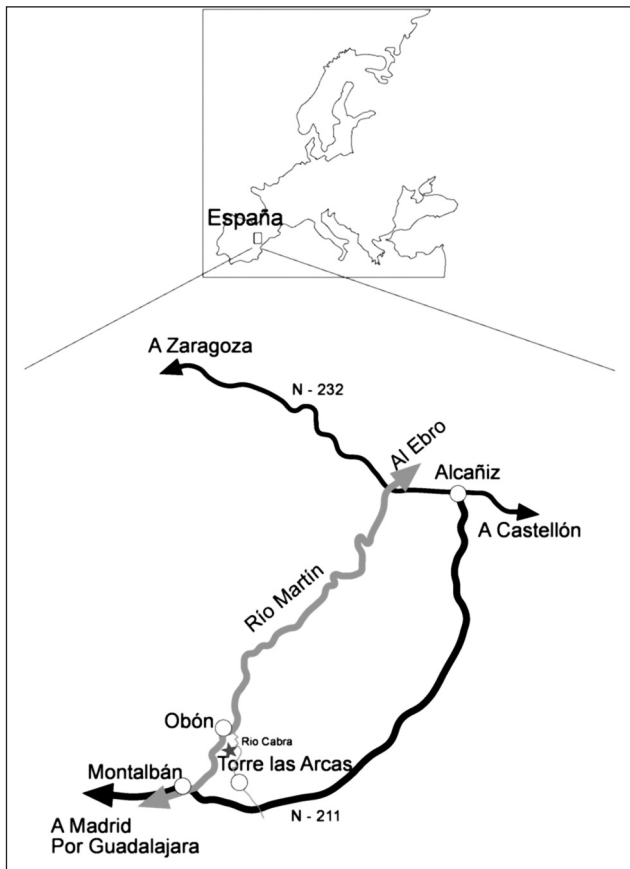 España
A Zaragoza
N - 232
Al Ebro
Alcañiz
A Castellón
Río Martín
Obón
Rio Cabra
Torre las Arcas
Montalbán
N - 211
A Madrid
Por Guadalajara